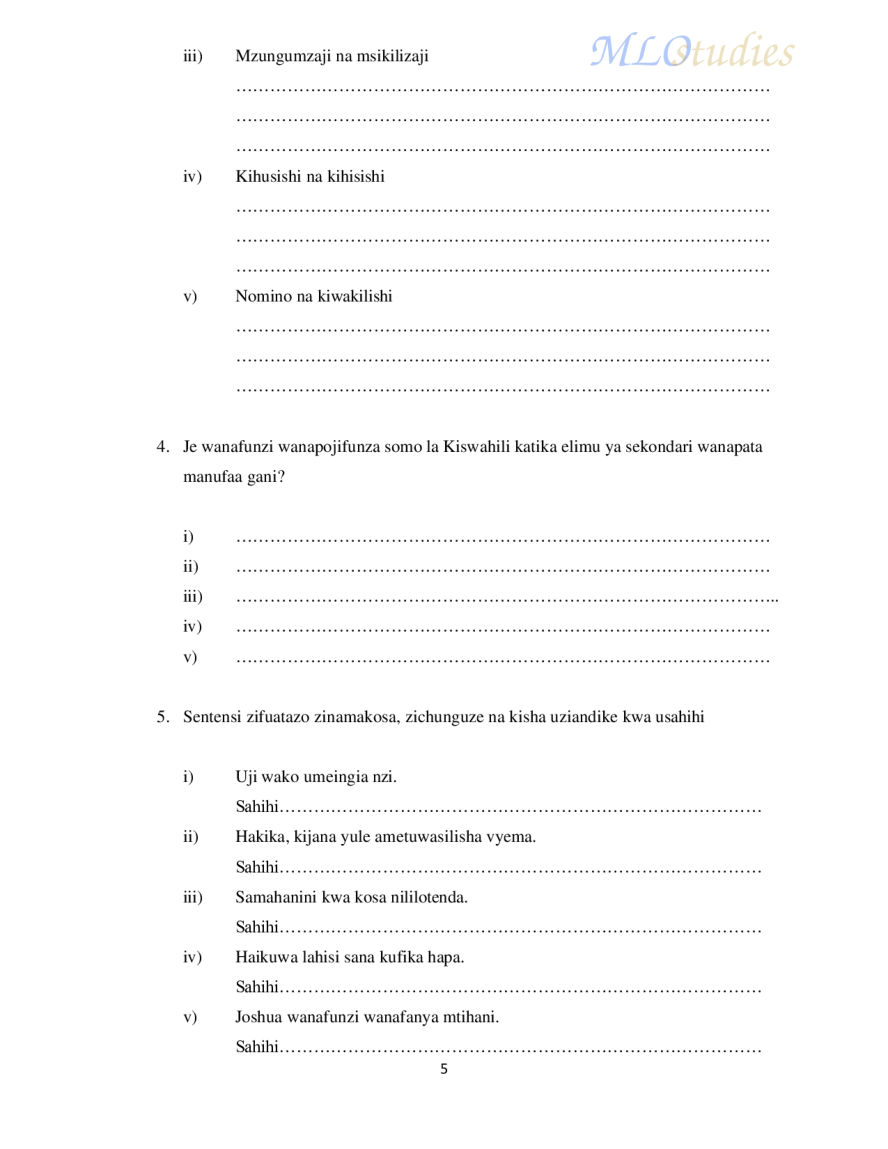 MLOstudies
iii) Mzungumzaji na msikilizaji
…………………………………………………………………………………
…………………………………………………………………………………
…………………………………………………………………………………
iv) Kihusishi na kihisishi
…………………………………………………………………………………
…………………………………………………………………………………
…………………………………………………………………………………
v) Nomino na kiwakilishi
…………………………………………………………………………………
…………………………………………………………………………………
…………………………………………………………………………………
4. Je wanafunzi wanapojifunza somo la Kiswahili katika elimu ya sekondari wanapata
manufaa gani?
i) …………………………………………………………………………………
ii) …………………………………………………………………………………
iii) …………………………………………………………………………………..
iv) …………………………………………………………………………………
v) …………………………………………………………………………………
5. Sentensi zifuatazo zinamakosa, zichunguze na kisha uziandike kwa usahihi
i) Uji wako umeingia nzi.
Sahihi…………………………………………………………………………
ii) Hakika, kijana yule ametuwasilisha vyema.
Sahihi…………………………………………………………………………
iii) Samahanini kwa kosa nililotenda.
Sahihi…………………………………………………………………………
iv) Haikuwa lahisi sana kufika hapa.
Sahihi…………………………………………………………………………
v) Joshua wanafunzi wanafanya mtihani.
Sahihi…………………………………………………………………………
5